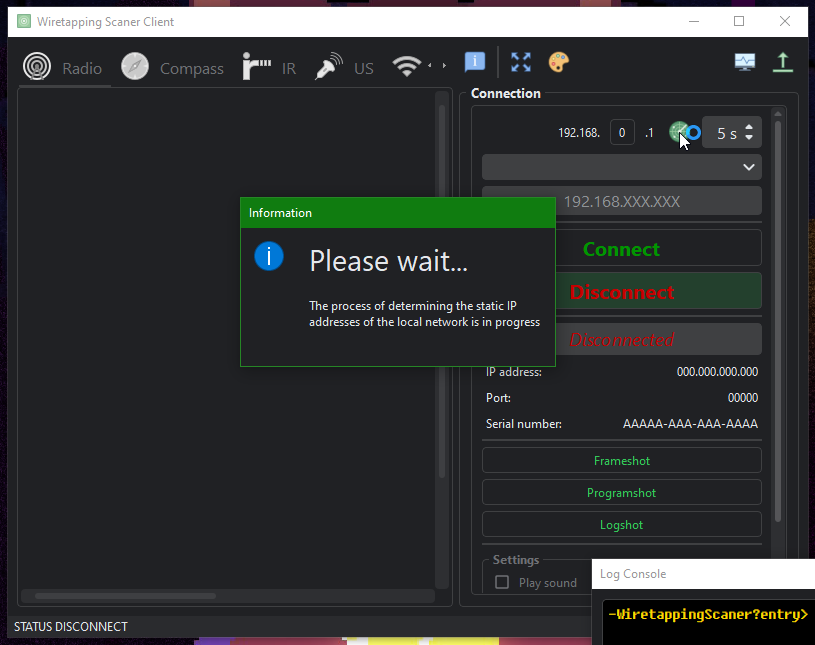 Wiretapping Scaner Client
Radio
Compass
IR
US
Connection
192.168. 0 .1 5 s
192.168.XXX.XXX
Information
Please wait...
The process of determining the static IP
addresses of the local network is in progress
Connect
Disconnect
Disconnected
IP address: 000.000.000.000
Port: 00000
Serial number: AAAAA-AAA-AAA-AAAA
Frameshot
Programshot
Logshot
Settings
Play sound
Log Console
~WiretappingScaner?entry>
STATUS DISCONNECT